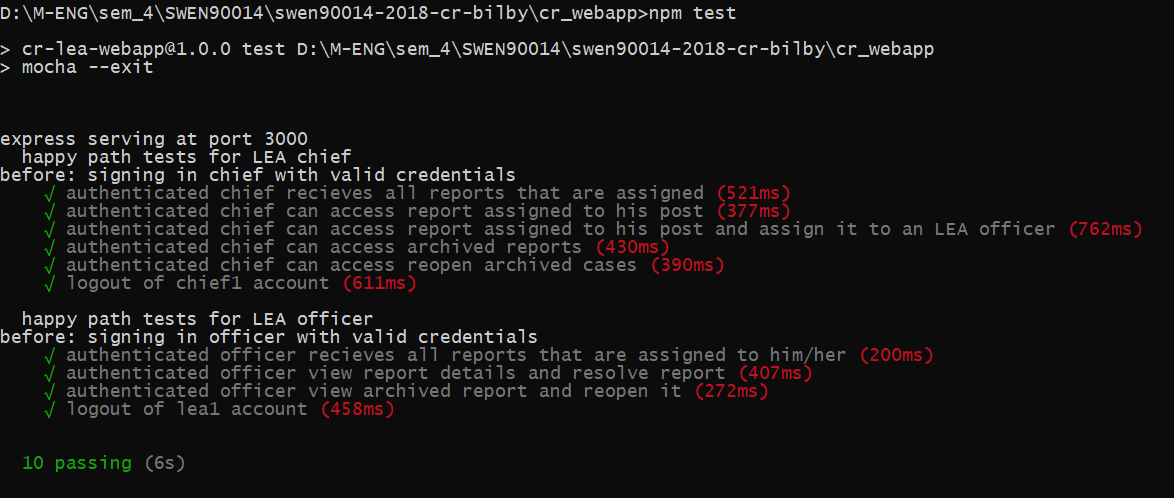 D:\M-ENG\sem_4\SWEN90014\swen90014-2018-cr-bilby\cr_webapp>npm test
> cr-lea-webapp@1.0.0 test D:\M-ENG\sem_4\SWEN90014\swen90014-2018-cr-bilby\cr_webapp
> mocha --exit
express serving at port 3000
happy path tests for LEA chief
before: signing in chief with valid credentials
√ authenticated chief recieves all reports that are assigned (521ms)
√ authenticated chief can access report assigned to his post (377ms)
√ authenticated chief can access report assigned to his post and assign it to an LEA officer (762ms)
√ authenticated chief can access archived reports (430ms)
√ authenticated chief can access reopen archived cases (390ms)
√ logout of chief1 account (611ms)
happy path tests for LEA officer
before: signing in officer with valid credentials
√ authenticated officer recieves all reports that are assigned to him/her (200ms)
√ authenticated officer view report details and resolve report (407ms)
√ authenticated officer view archived report and reopen it (272ms)
√ logout of lea1 account (458ms)
10 passing (6s)